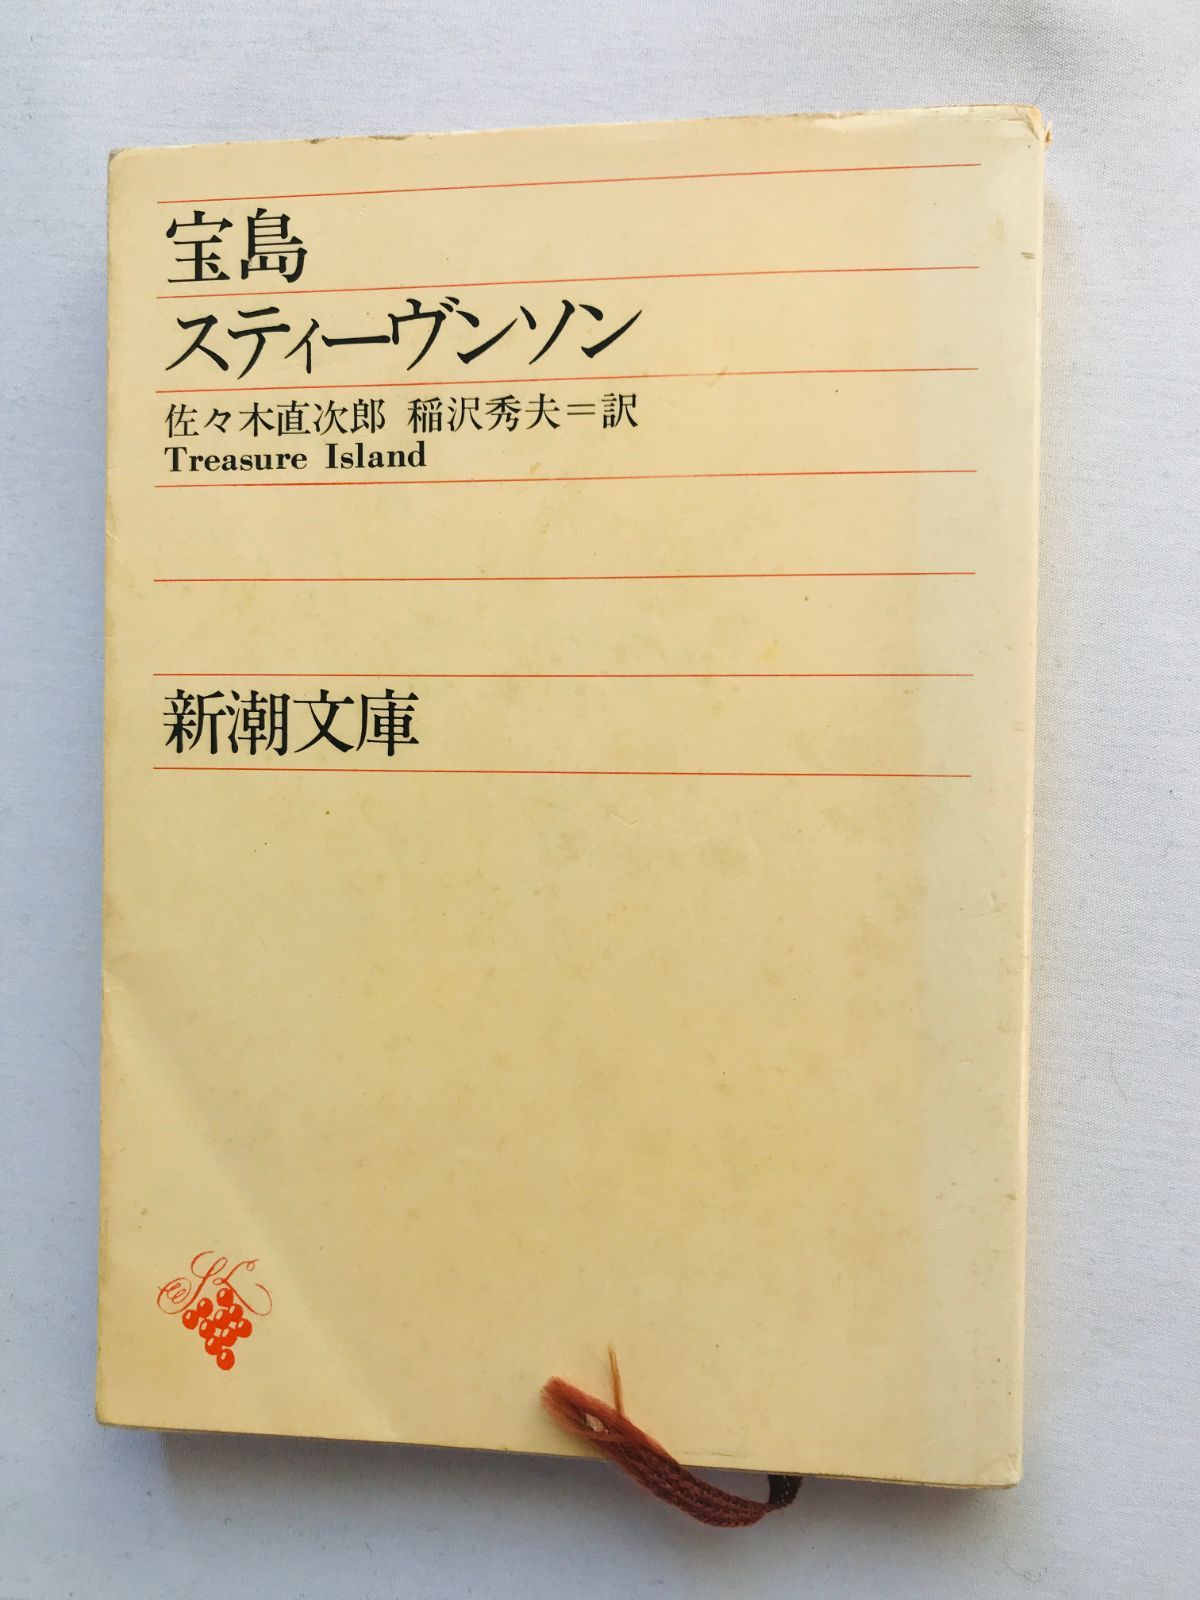 宝島
スティーヴンソン
佐々木直次郎 稲沢秀夫＝訳
Treasure Island
新潮文庫